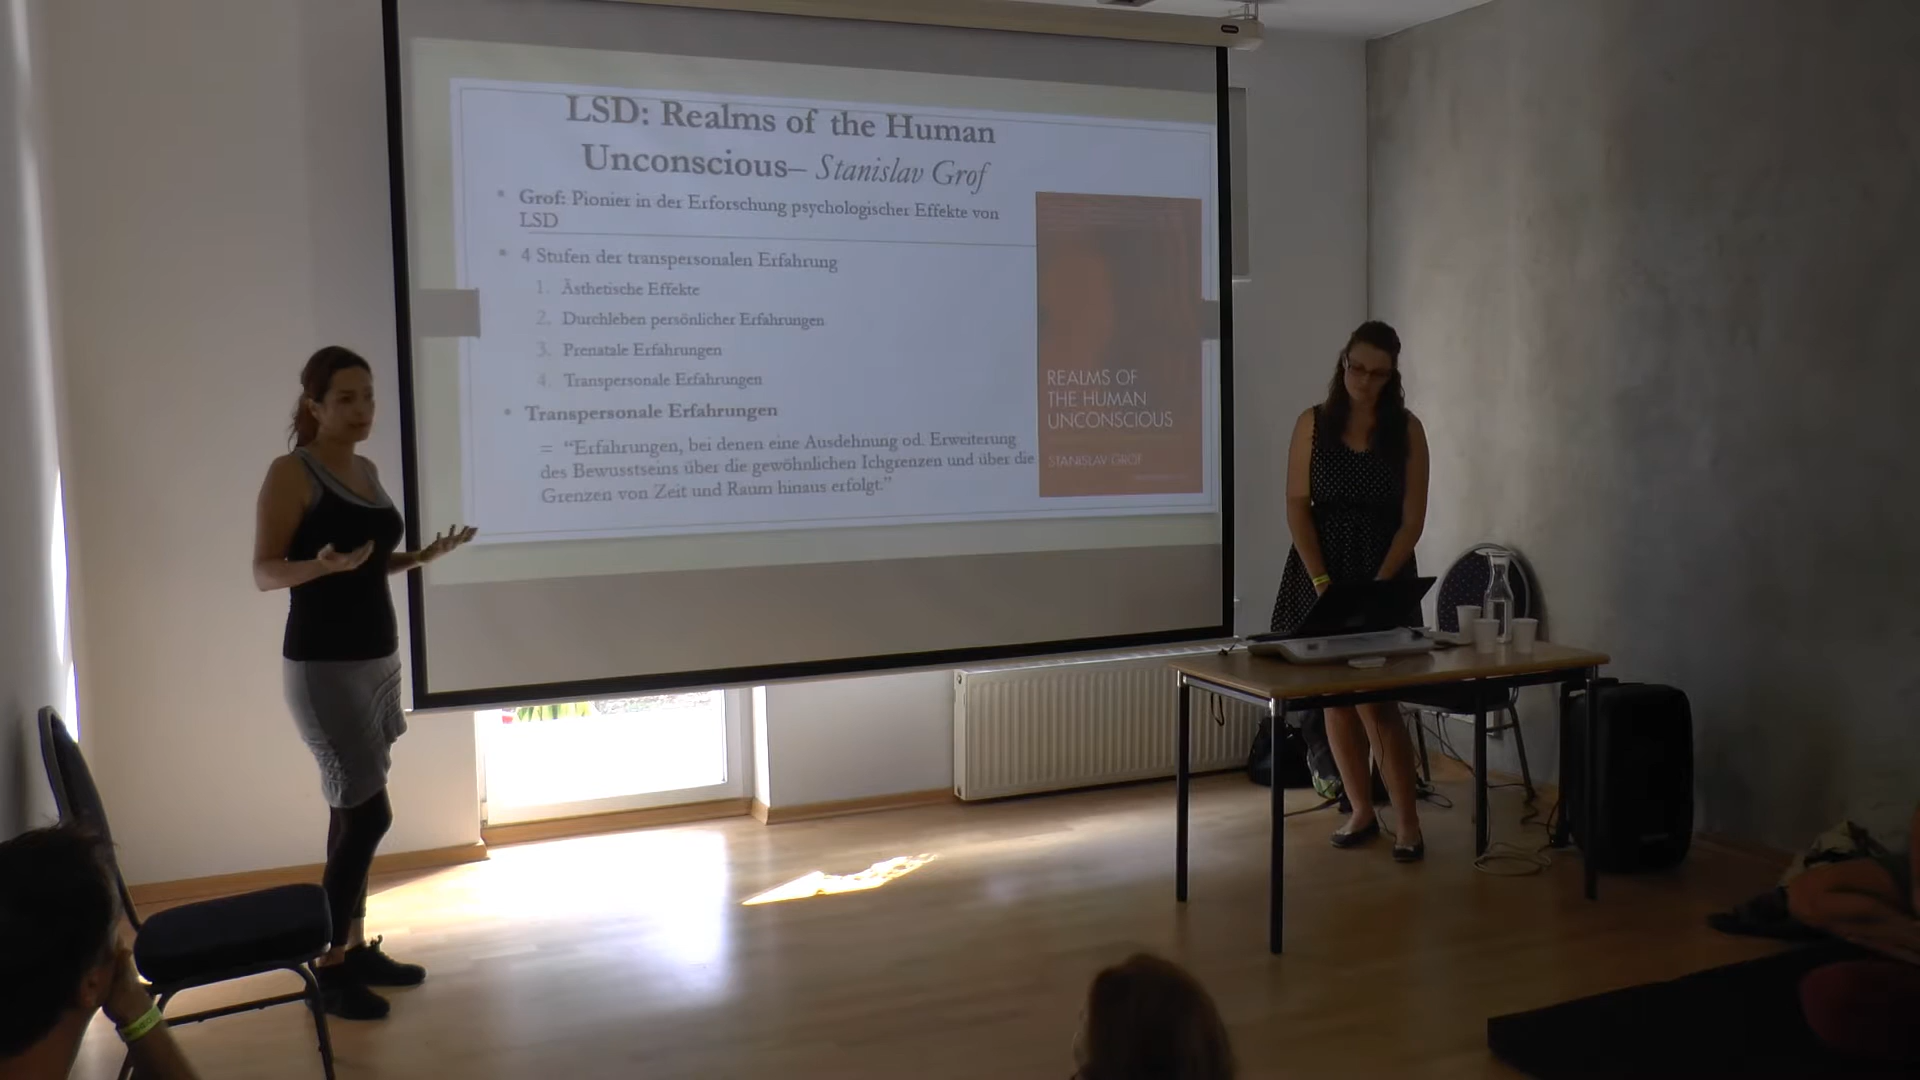 LSD: Realms of the Human
Unconscious– Stanislav Grof
• Grof: Pionier in der Erforschung psychologischer Effekte von
LSD
• 4 Stufen der transpersonalen Erfahrung
1. Ästhetische Effekte
2. Durchleben persönlicher Erfahrungen
3. Prenatale Erfahrungen
4. Transpersonale Erfahrungen
• Transpersonale Erfahrungen
= “Erfahrungen, bei denen eine Ausdehnung od. Erweiterung
des Bewusstseins über die gewöhnlichen Ichgrenzen und über die
Grenzen von Zeit und Raum hinaus erfolgt.”
REALMS OF
THE HUMAN
UNCONSCIOUS
STANISLAV GROF